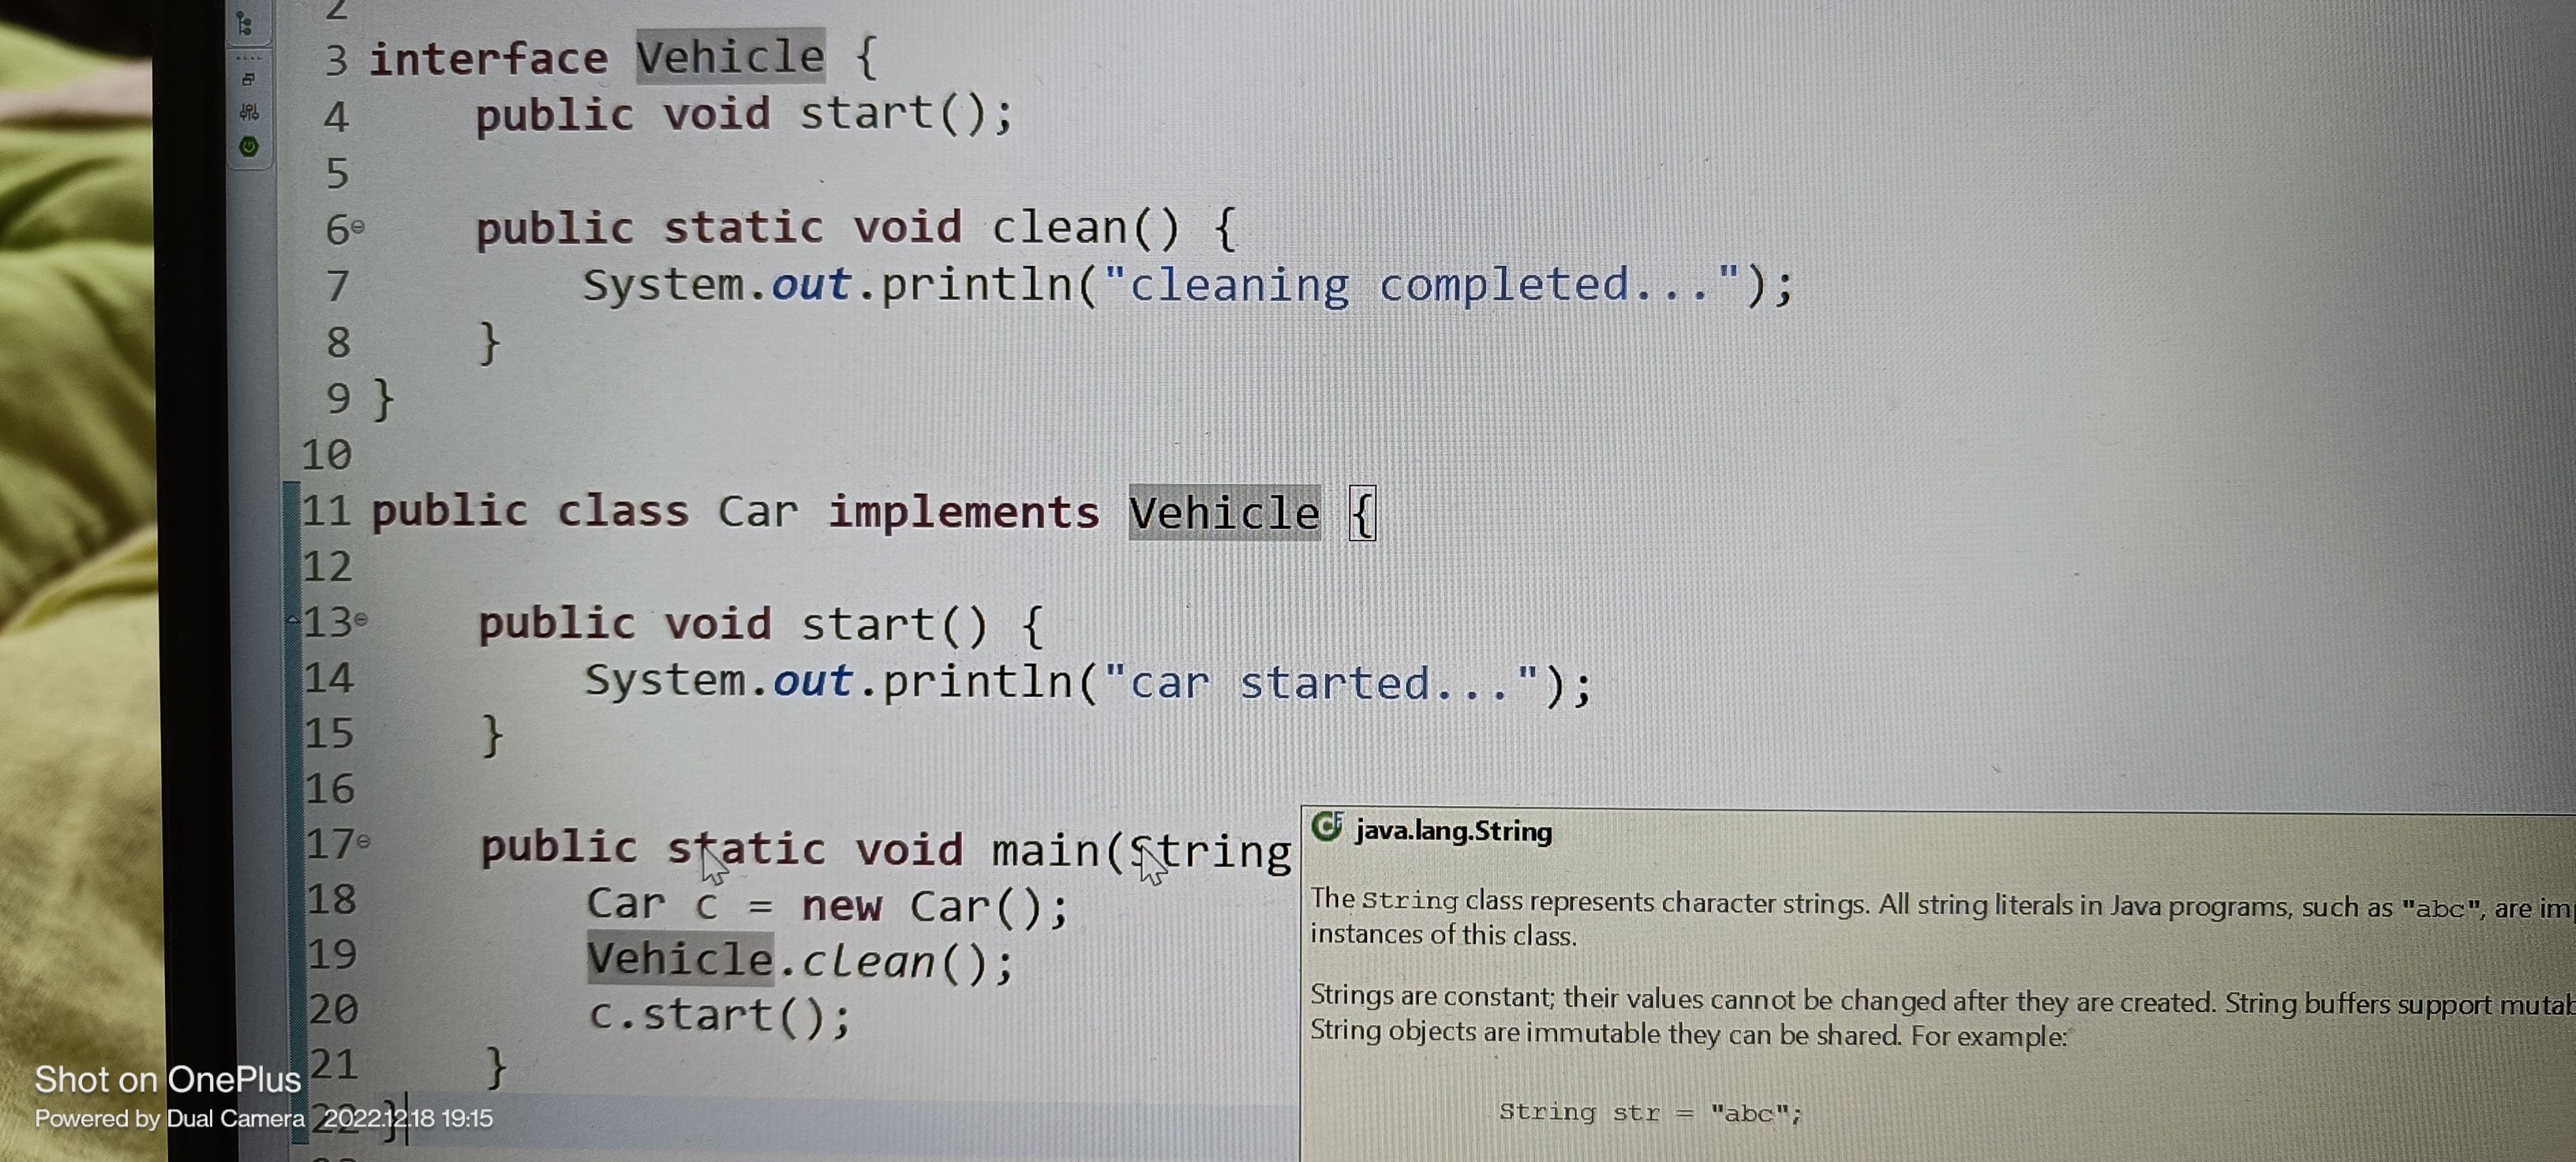 2
3 interface Vehicle {
4 public void start();
5
6 public static void clean() {
7 System.out.println("cleaning completed...");
8 }
9 }
10
11 public class Car implements Vehicle {
12
13 public void start() {
14 System.out.println("car started...");
15 }
16
17 public static void main(String
18 Car c = new Car();
19 Vehicle.clean();
20 c.start();
21 }
22 }
java.lang.String
The String class represents character strings. All string literals in Java programs, such as "abc", are
instances of this class.
Strings are constant; their values cannot be changed after they are created. String buffers support
String objects are immutable they can be shared. For example:
String str = "abc";
Shot on OnePlus
Powered by Dual Camera 2022.12.18 19:15